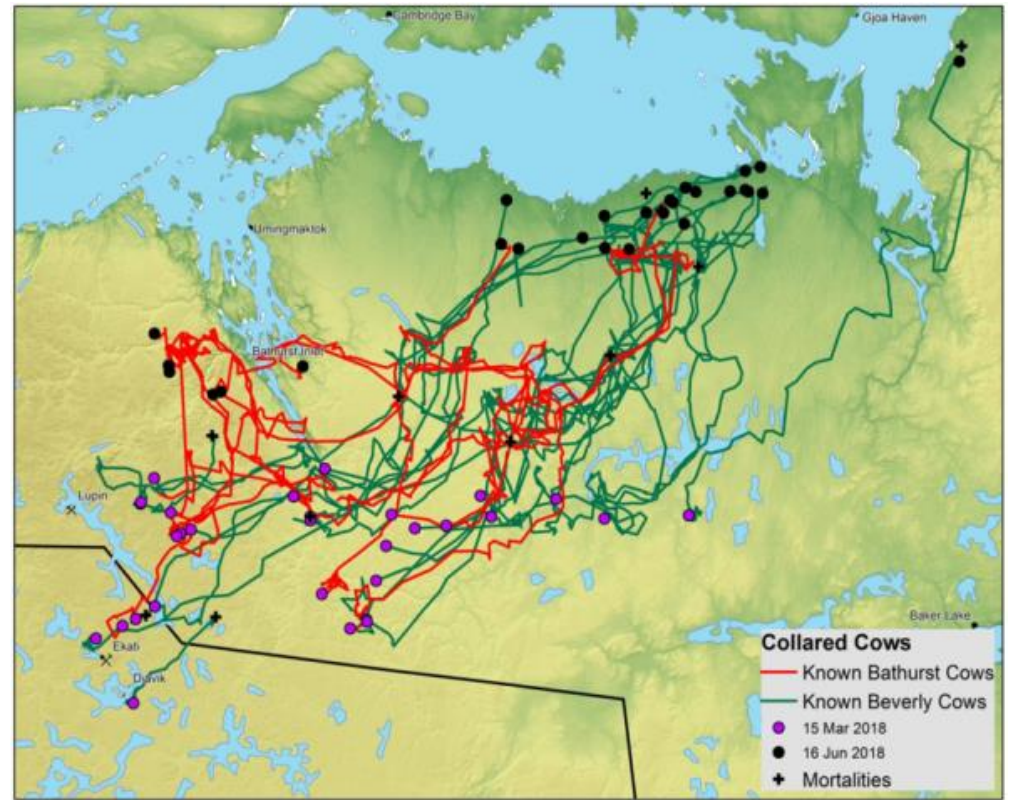 Cambridge Bay
Gjoa Haven
Umingmaktok
Bathurst Inlet
Lupin
Baker Lake
Ekati
Diavik
Collared Cows
Known Bathurst Cows
Known Beverly Cows
15 Mar 2018
16 Jun 2018
Mortalities